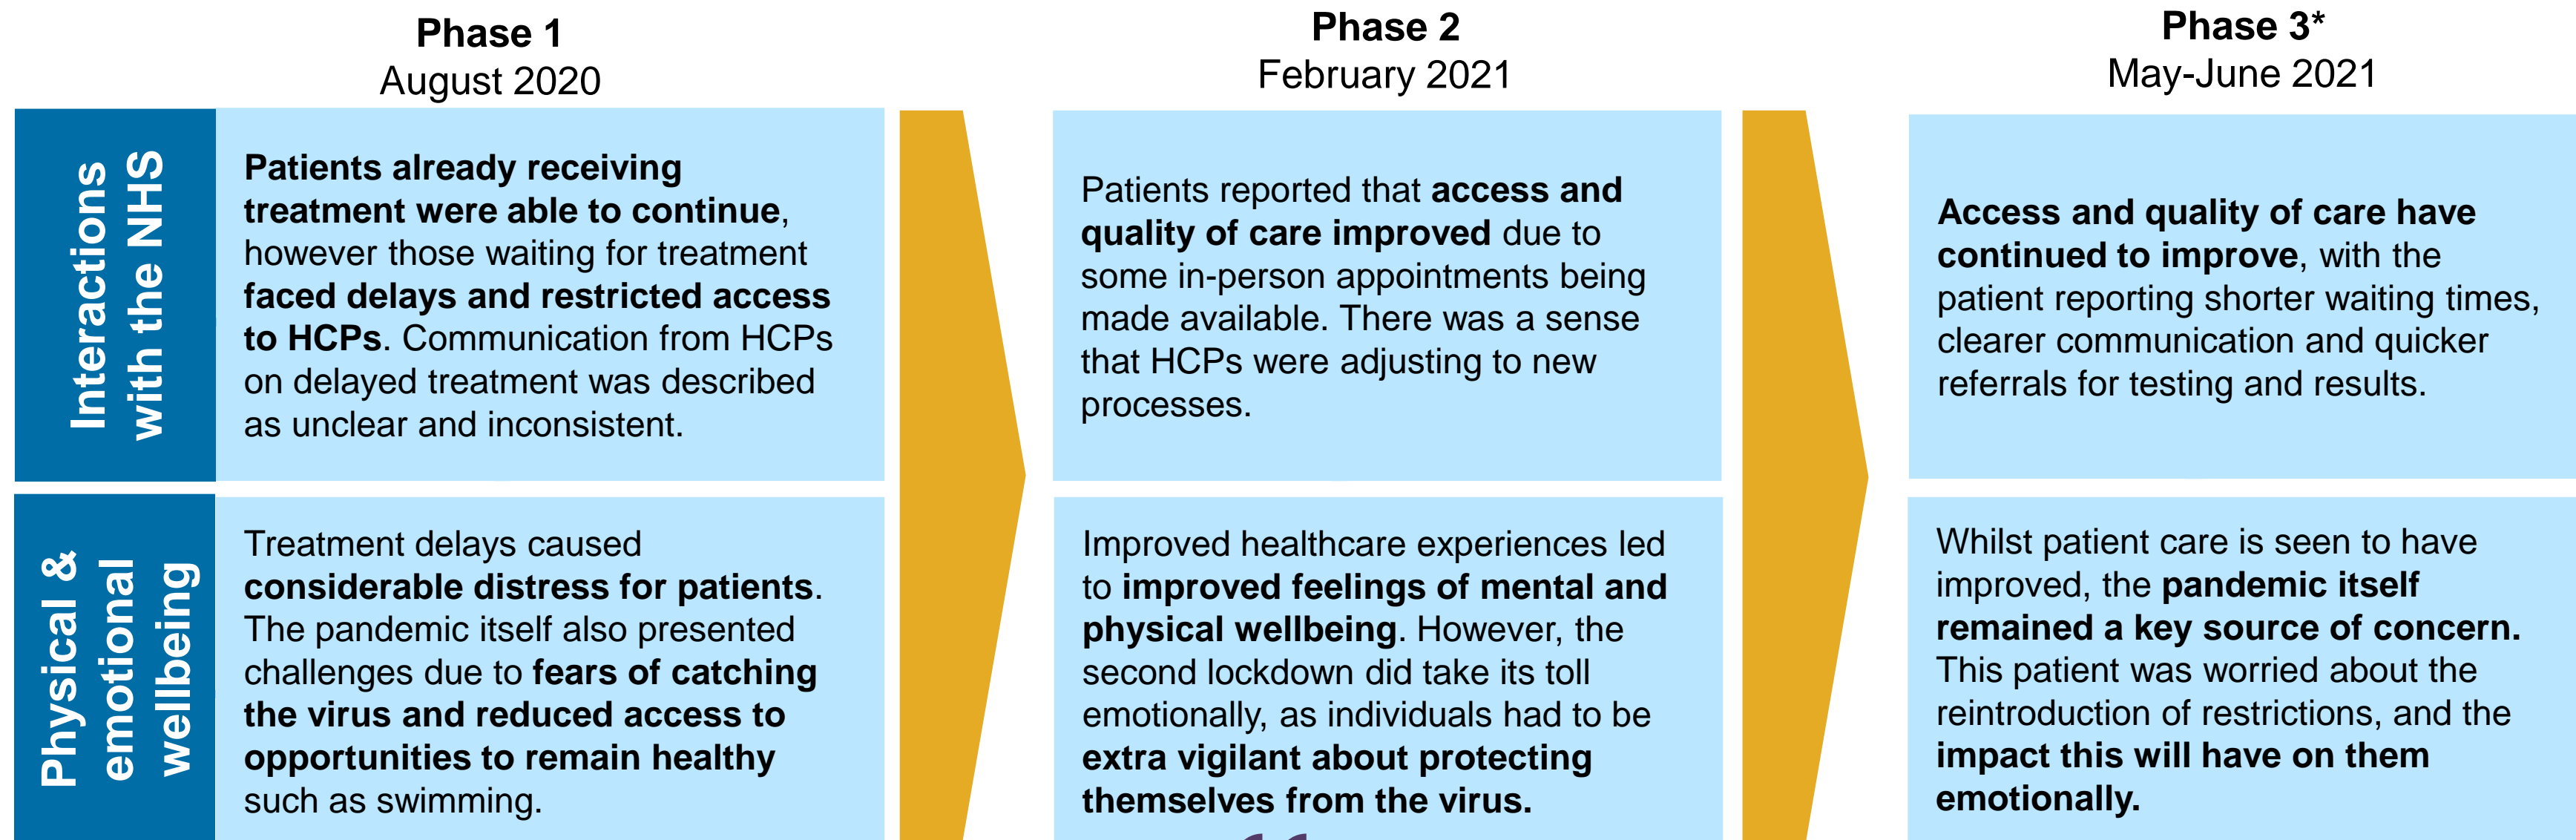 Phase 1
August 2020
Phase 2
February 2021
Phase 3*
May-June 2021
Interactions
with the NHS
Patients already receiving
treatment were able to continue,
however those waiting for treatment
faced delays and restricted access
to HCPs. Communication from HCPs
on delayed treatment was described
as unclear and inconsistent.
Patients reported that access and
quality of care improved due to
some in-person appointments being
made available. There was a sense
that HCPs were adjusting to new
processes.
Access and quality of care have
continued to improve, with the
patient reporting shorter waiting times,
clearer communication and quicker
referrals for testing and results.
Physical &
emotional
wellbeing
Treatment delays caused
considerable distress for patients.
The pandemic itself also presented
challenges due to fears of catching
the virus and reduced access to
opportunities to remain healthy
such as swimming.
Improved healthcare experiences led
to improved feelings of mental and
physical wellbeing. However, the
second lockdown did take its toll
emotionally, as individuals had to be
extra vigilant about protecting
themselves from the virus.
Whilst patient care is seen to have
improved, the pandemic itself
remained a key source of concern.
This patient was worried about the
reintroduction of restrictions, and the
impact this will have on them
emotionally.